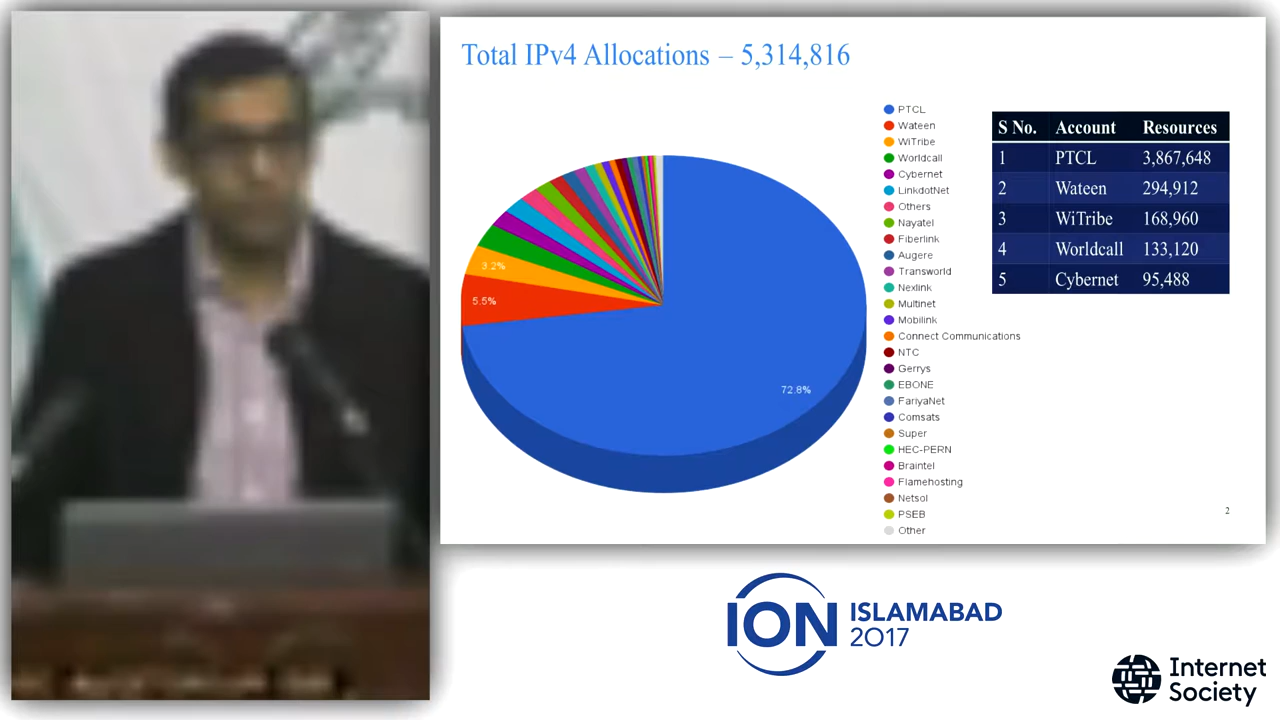 Total IPv4 Allocations – 5,314,816
PTCL
Wateen
WiTribe
Worldcall
Cybernet
LinkdotNet
Others
Nayatel
Fiberlink
Augere
Transworld
Nexlink
Multinet
Mobilink
Connect Communications
NTC
Gerrys
EBONE
FariyaNet
Comsats
Super
HEC-PERN
Braintel
Flamehosting
Netsol
PSEB
Other
3.2%
5.5%
72.8%
S No. Account Resources
1 PTCL 3,867,648
2 Wateen 294,912
3 WiTribe 168,960
4 Worldcall 133,120
5 Cybernet 95,488
2
ION ISLAMABAD
2017
Internet
Society